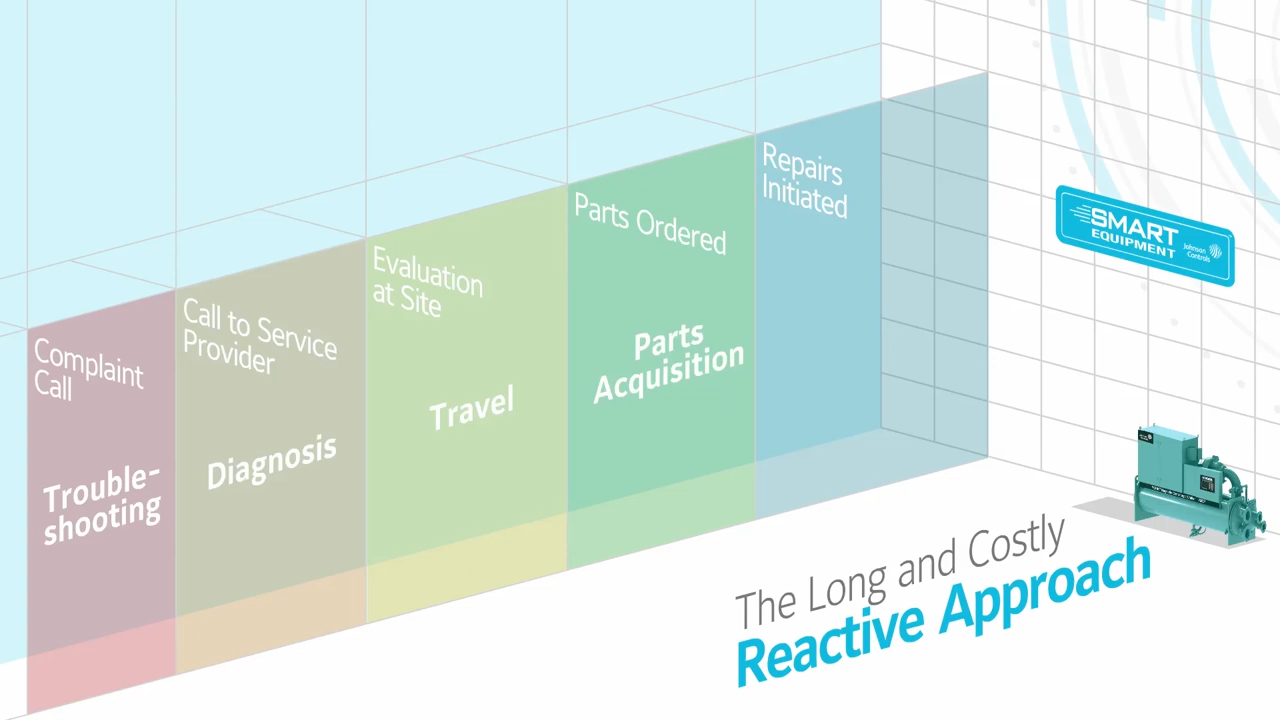 Complaint
Call
Trouble-
shooting
Call to Service
Provider
Diagnosis
Evaluation
at Site
Travel
Parts Ordered
Parts
Acquisition
Repairs
Initiated
SMART
EQUIPMENT
Johnson
Controls
The Long and Costly
Reactive Approach